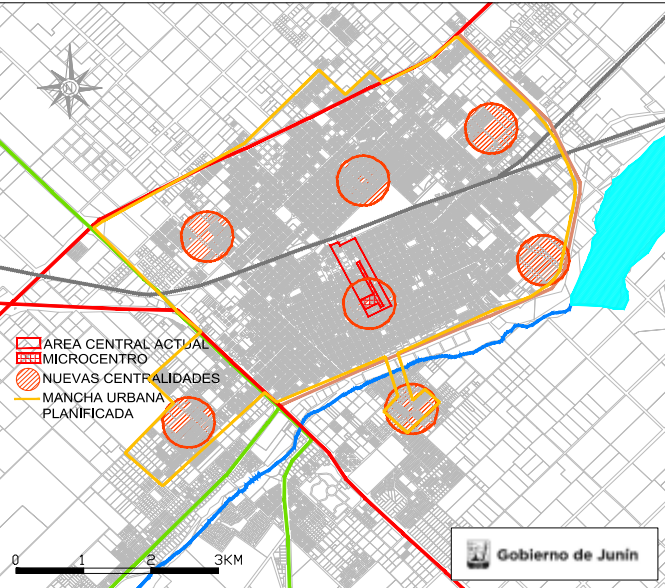 N
AREA CENTRAL ACTUAL
MICROCENTRO
NUEVAS CENTRALIDADES
MANCHA URBANA
PLANIFICADA
0 1 2 3KM
Gobierno de Junín